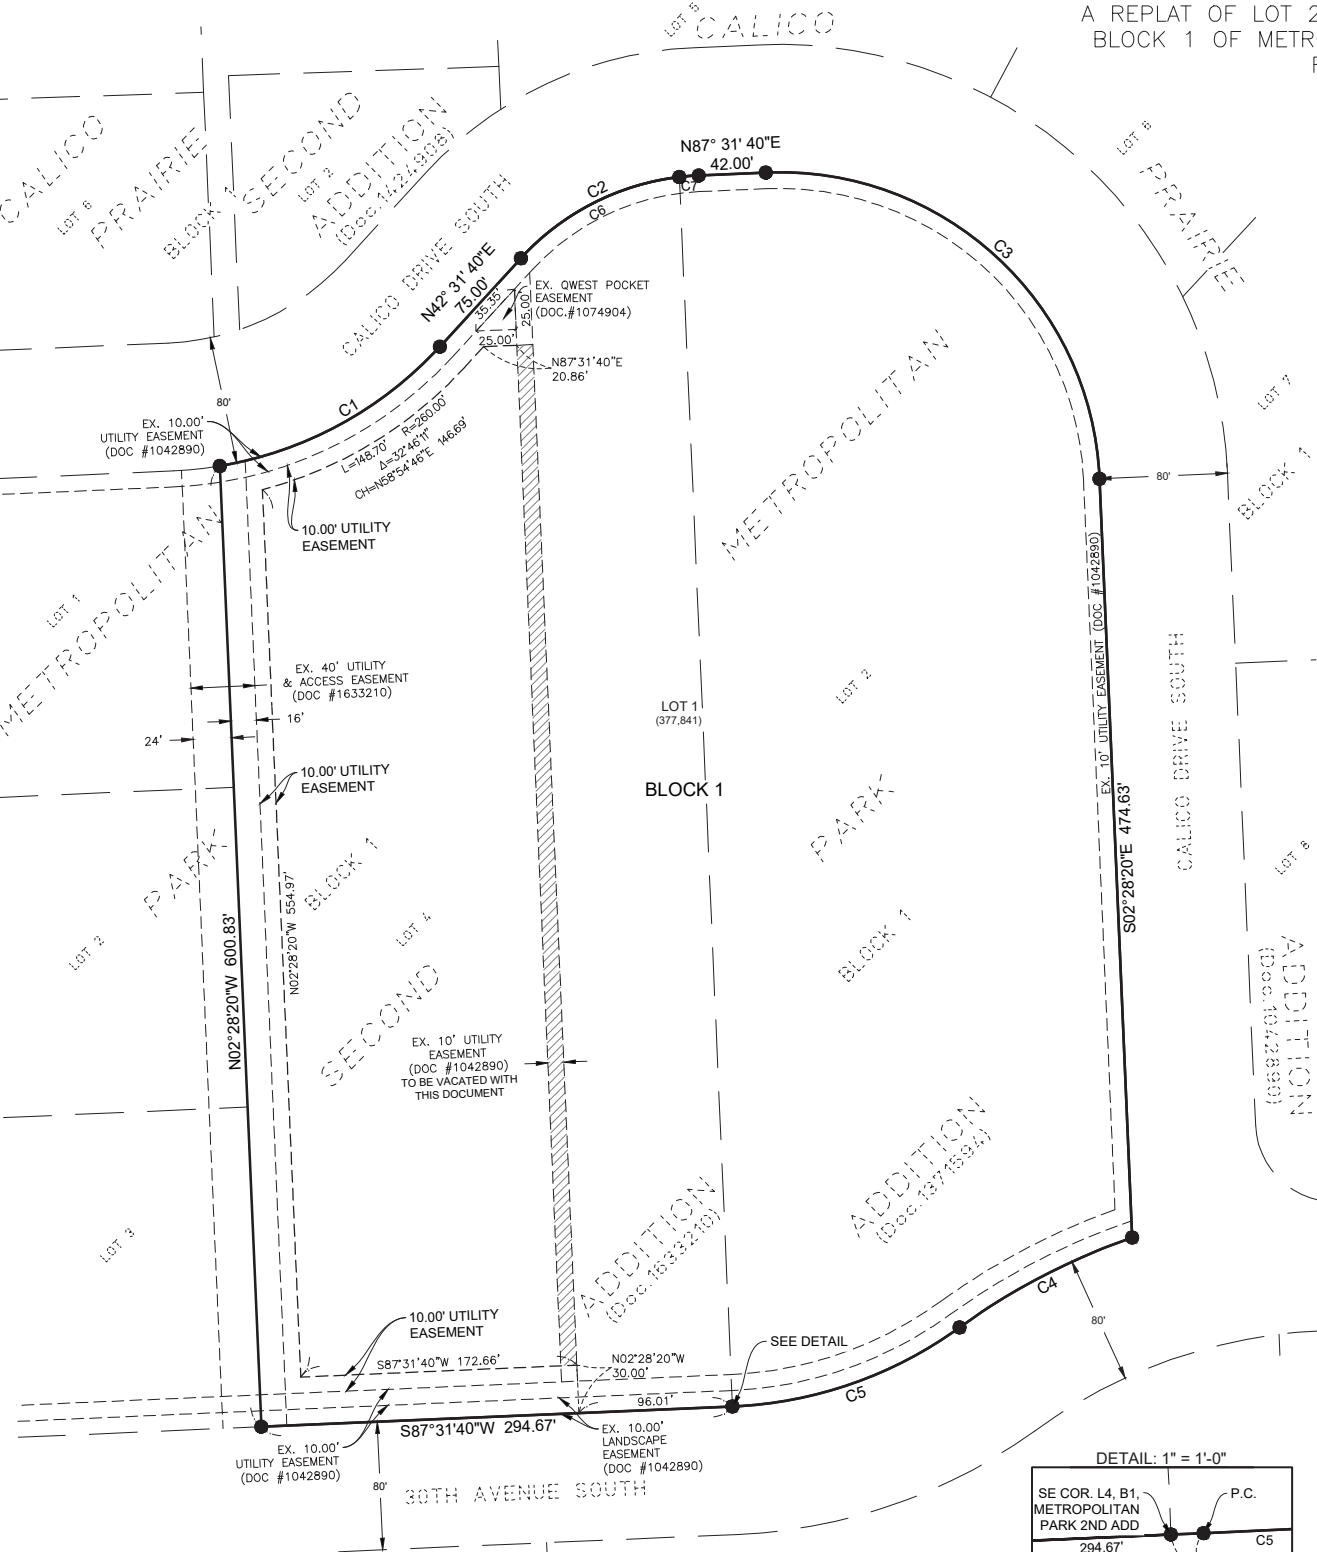 A REPLAT OF LOT 2
BLOCK 1 OF METR
LOT 5
CALICO
CALICO
PRAIRIE
LOT 6
BLOCK 1
SECOND
LOT 2
ADDITION
(Doc.1424908)
CALICO DRIVE SOUTH
N87° 31' 40"E
42.00'
C7
C2
C6
C3
LOT 6
PRAIRIE
N42° 31' 40"E
75.00'
35.35'
25.00'
25.00'
EX. QWEST POCKET
EASEMENT
(DOC.#1074904)
N87°31'40"E
20.86'
80'
C1
EX. 10.00'
UTILITY EASEMENT
(DOC #1042890)
L=148.70' R=260.00'
Δ=32°46'11"
CH=N58°54'46"E 146.69'
10.00' UTILITY
EASEMENT
METROPOLITAN
METROPOLITAN
LOT 7
BLOCK 1
80'
LOT 1
EX. 40' UTILITY
& ACCESS EASEMENT
(DOC #1633210)
16'
24'
10.00' UTILITY
EASEMENT
LOT 1
(377,841)
BLOCK 1
LOT 2
PARK
BLOCK 1
EX. 10' UTILITY EASEMENT (DOC #1042890)
S02°28'20"E 474.63'
CALICO DRIVE SOUTH
LOT 8
ADDITION
(Doc.1042890)
PARK
LOT 2
BLOCK 1
LOT 4
SECOND
N02°28'20"W 600.83'
N02°28'20"W 554.97'
EX. 10' UTILITY
EASEMENT
(DOC #1042890)
TO BE VACATED WITH
THIS DOCUMENT
ADDITION
(Doc.1371594)
ADDITION
(Doc.1633210)
LOT 3
10.00' UTILITY
EASEMENT
S87°31'40"W 172.66'
N02°28'20"W
30.00'
SEE DETAIL
C4
80'
C5
96.01'
S87°31'40"W 294.67'
EX. 10.00'
UTILITY EASEMENT
(DOC #1042890)
EX. 10.00'
LANDSCAPE
EASEMENT
(DOC #1042890)
80'
30TH AVENUE SOUTH
DETAIL: 1" = 1'-0"
SE COR. L4, B1,
METROPOLITAN
PARK 2ND ADD
P.C.
294.67'
C5